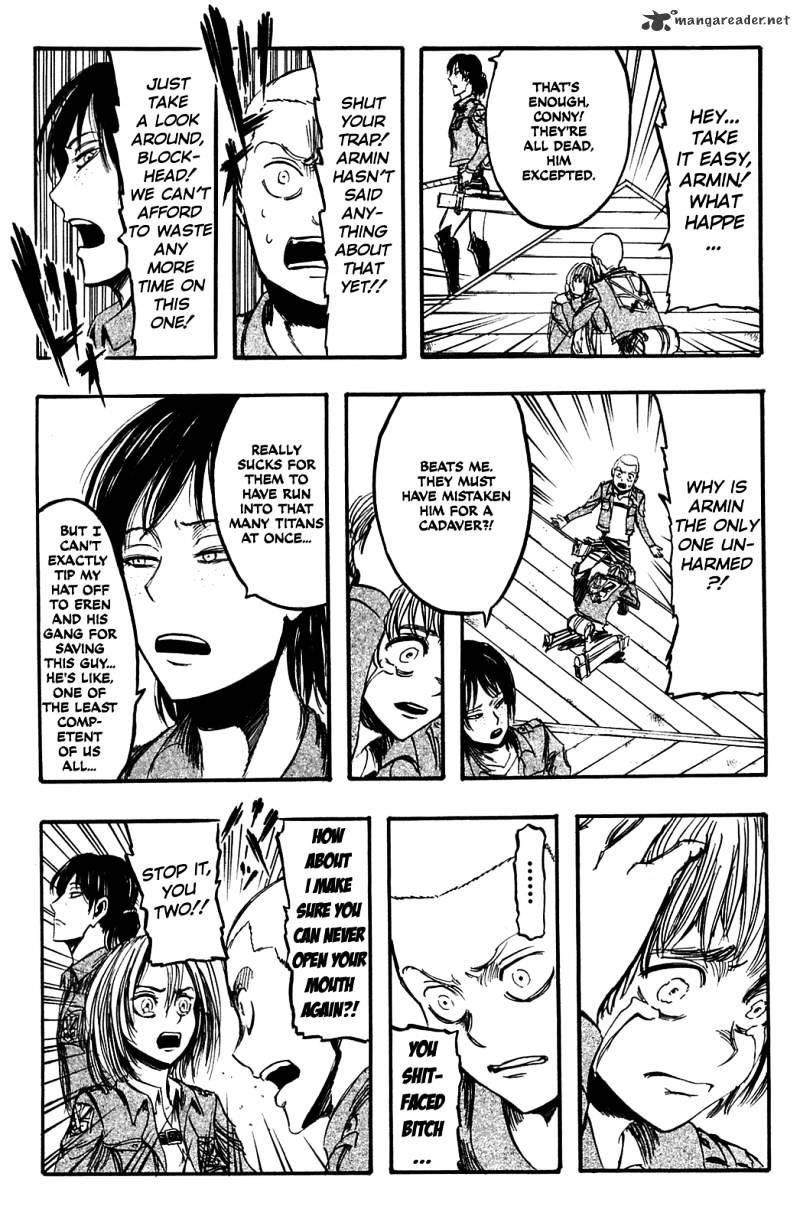 mangareader.net
HEY...
TAKE
IT EASY,
ARMIN!
WHAT
HAPPE
...
THAT'S
ENOUGH,
CONNY!
THEY'RE
ALL DEAD,
HIM
EXCEPTED.
SHUT
YOUR
TRAP!
ARMIN
HASN'T
SAID
ANY-
THING
ABOUT
THAT
YET!!
JUST
TAKE
A LOOK
AROUND,
BLOCK-
HEAD!
WE CAN'T
AFFORD
TO WASTE
ANY
MORE
TIME ON
THIS
ONE!
WHY IS
ARMIN
THE ONLY
ONE UN-
HARMED
?!
BEATS ME.
THEY MUST
HAVE MISTAKEN
HIM FOR A
CADAVER?!
REALLY
SUCKS FOR
THEM TO
HAVE RUN
INTO THAT
MANY TITANS
AT ONCE...
BUT I
CAN'T
EXACTLY
TIP MY
HAT OFF
TO EREN
AND HIS
GANG FOR
SAVING
THIS GUY...
HE'S LIKE,
ONE OF
THE LEAST
COMP-
ETENT
OF US
ALL...
......
YOU
SHIT-
FACED
BITCH
...
HOW
ABOUT
I MAKE
SURE YOU
CAN NEVER
OPEN YOUR
MOUTH
AGAIN?!
STOP IT,
YOU
TWO!!